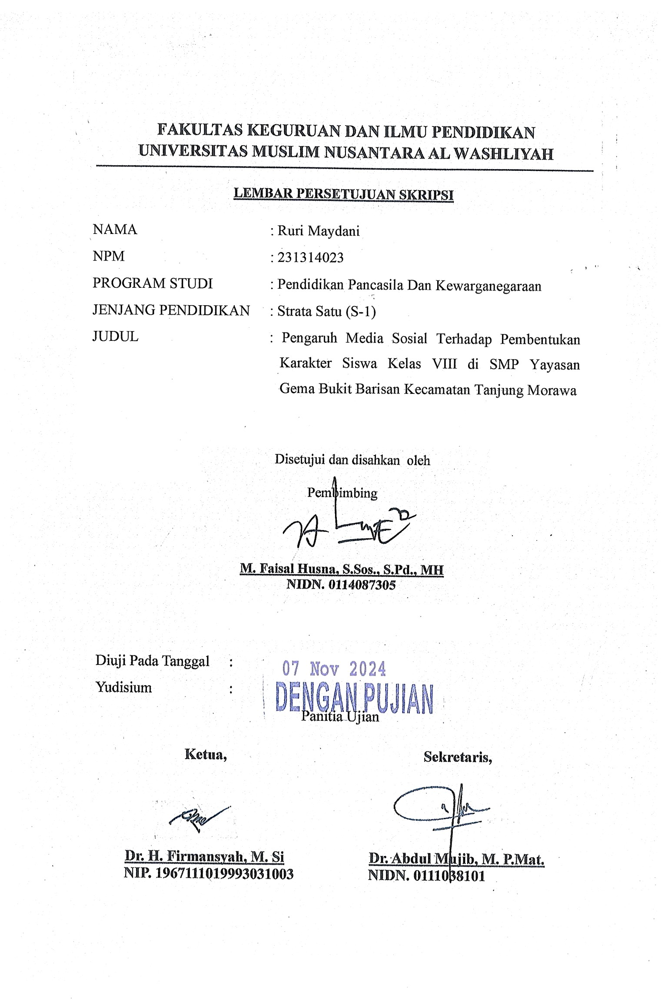 FAKULTAS KEGURUAN DAN ILMU PENDIDIKAN
UNIVERSITAS MUSLIM NUSANTARA AL WASHLIYAH
LEMBAR PERSETUJUAN SKRIPSI
NAMA : Ruri Maydani
NPM : 231314023
PROGRAM STUDI : Pendidikan Pancasila Dan Kewarganegaraan
JENJANG PENDIDIKAN : Strata Satu (S-1)
JUDUL : Pengaruh Media Sosial Terhadap Pembentukan
Karakter Siswa Kelas VIII di SMP Yayasan
Gema Bukit Barisan Kecamatan Tanjung Morawa
Disetujui dan disahkan oleh
Pembimbing
M. Faisal Husna, S.Sos., S.Pd., MH
NIDN. 0114087305
Diuji Pada Tanggal : 07 Nov 2024
Yudisium : DENGAN PUJIAN
Panitia Ujian
Ketua, Sekretaris,
Dr. H. Firmansyah, M. Si Dr. Abdul Mujib, M. P.Mat.
NIP. 1967111019993031003 NIDN. 0111038101